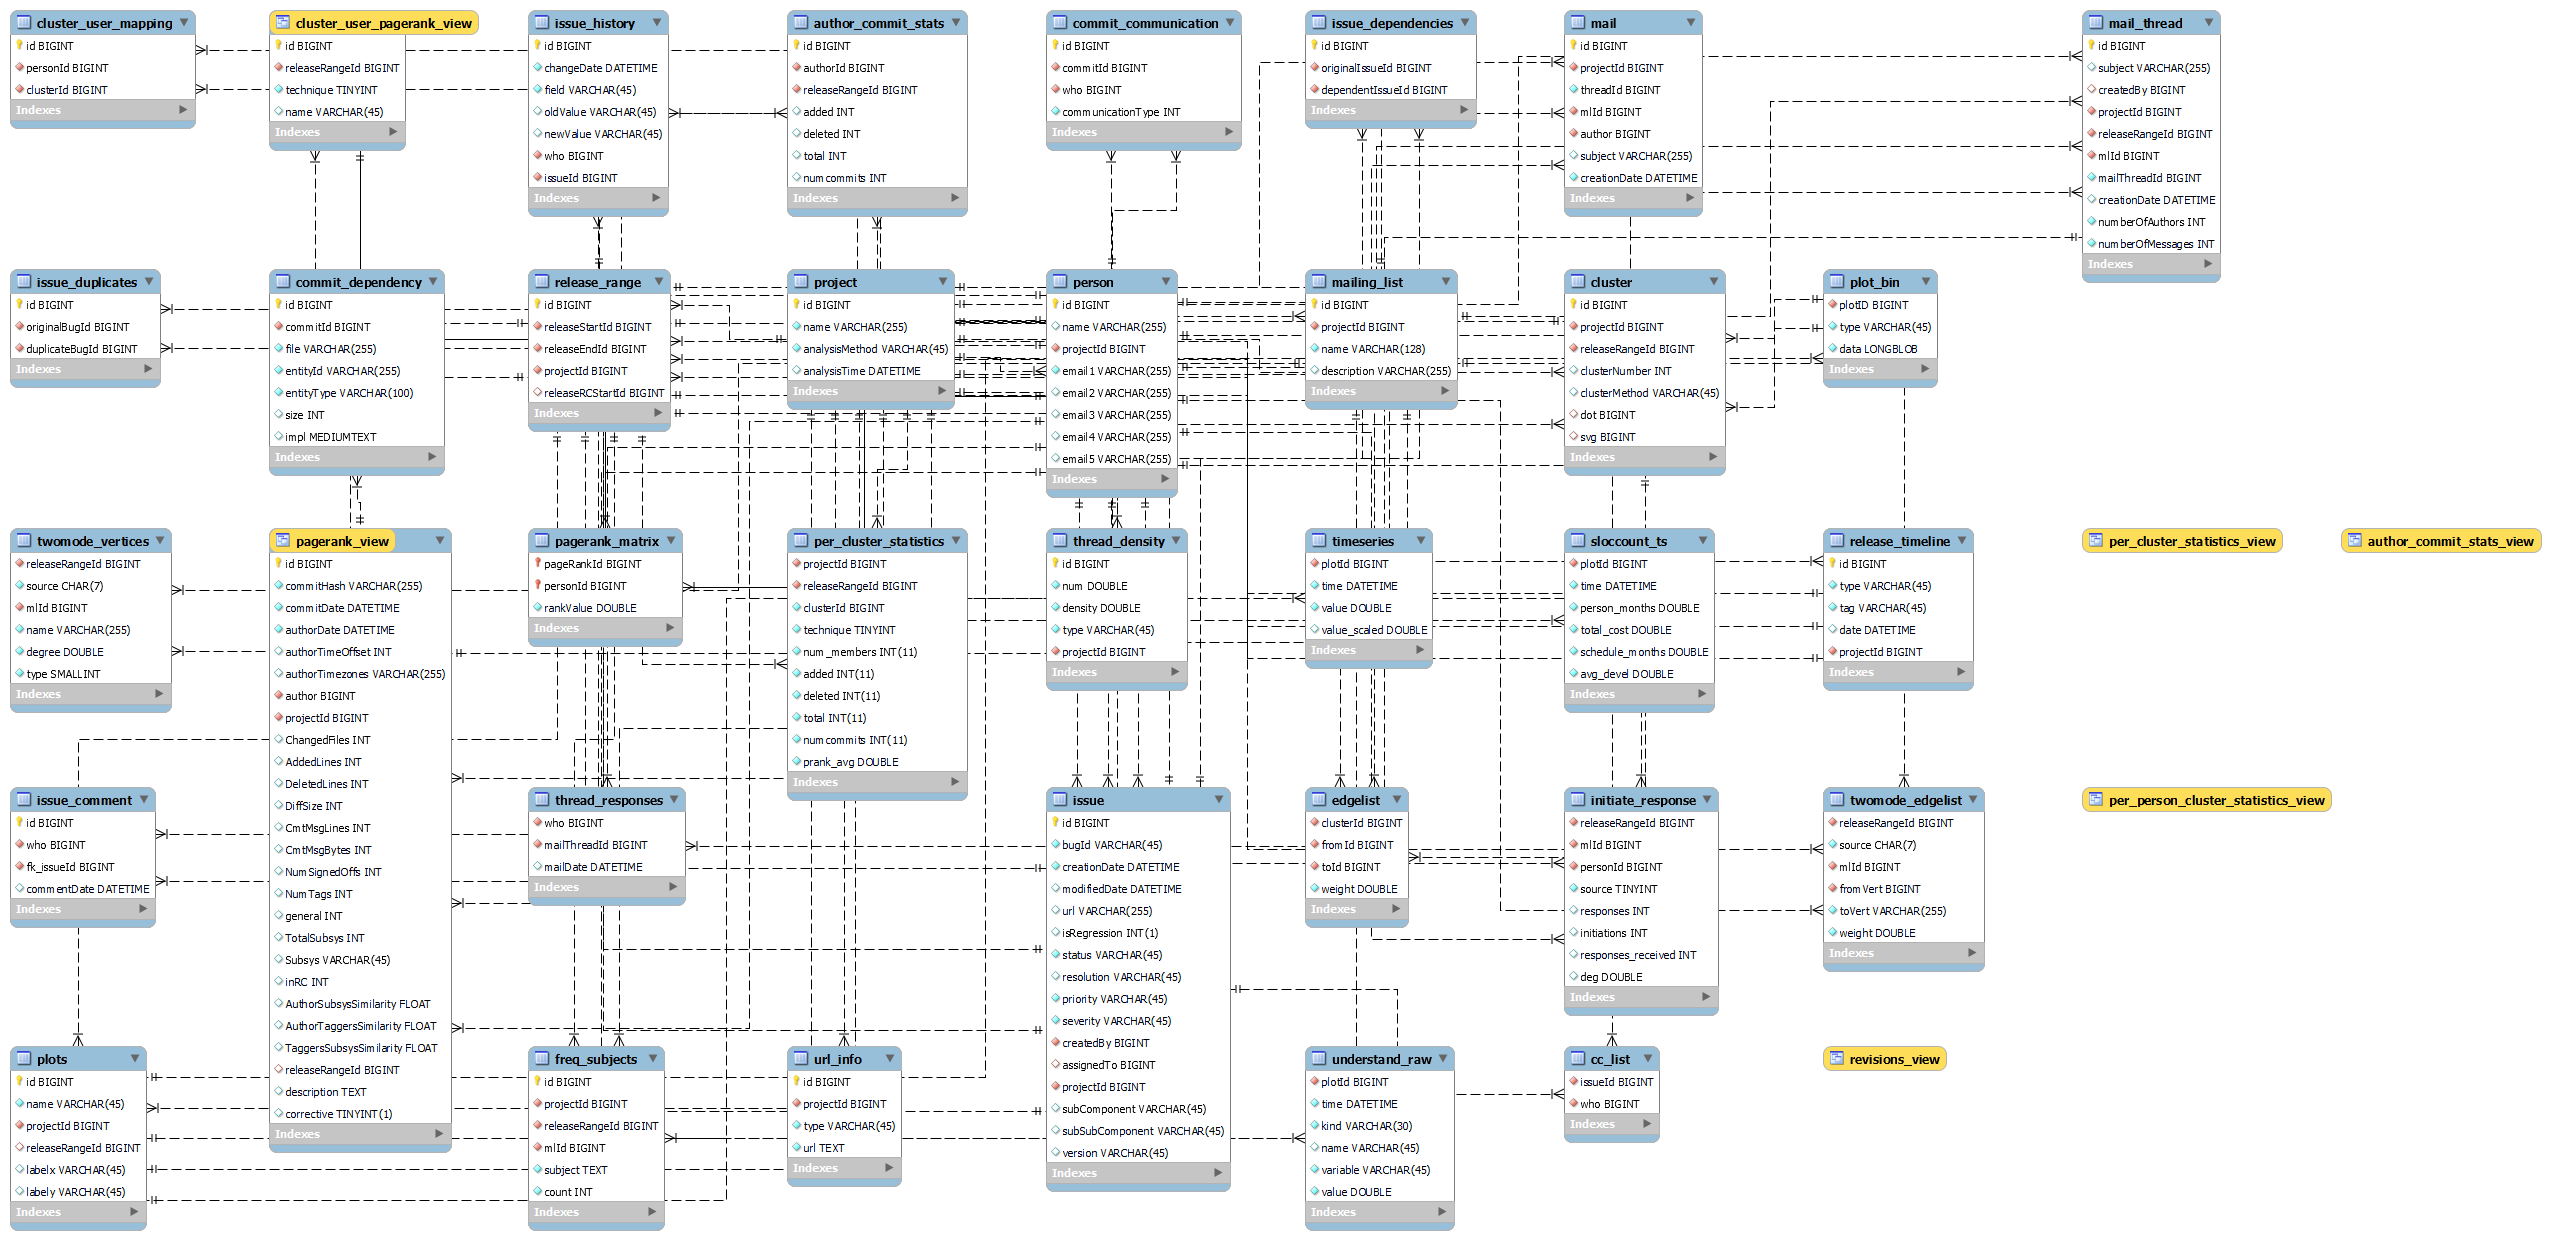 cluster_user_mapping
id BIGINT
personId BIGINT
clusterId BIGINT
Indexes
cluster_user_pagerank_view
id BIGINT
releaseRangeId BIGINT
technique TINYINT
name VARCHAR(45)
Indexes
issue_history
id BIGINT
changeDate DATETIME
field VARCHAR(45)
oldValue VARCHAR(45)
newValue VARCHAR(45)
who BIGINT
issueId BIGINT
Indexes
author_commit_stats
id BIGINT
authorId BIGINT
releaseRangeId BIGINT
added INT
deleted INT
total INT
numcommits INT
Indexes
commit_communication
id BIGINT
commitId BIGINT
who BIGINT
communicationType INT
Indexes
issue_dependencies
id BIGINT
originalIssueId BIGINT
dependentIssueId BIGINT
Indexes
mail
id BIGINT
projectId BIGINT
threadId BIGINT
mlId BIGINT
author BIGINT
subject VARCHAR(255)
creationDate DATETIME
Indexes
mail_thread
id BIGINT
subject VARCHAR(255)
createdBy BIGINT
projectId BIGINT
releaseRangeId BIGINT
mlId BIGINT
mailThreadId BIGINT
creationDate DATETIME
numberOfAuthors INT
numberOfMessages INT
Indexes
issue_duplicates
id BIGINT
originalBugId BIGINT
duplicateBugId BIGINT
Indexes
commit_dependency
id BIGINT
commitId BIGINT
file VARCHAR(255)
entityId VARCHAR(255)
entityType VARCHAR(100)
size INT
impl MEDIUMTEXT
Indexes
release_range
id BIGINT
releaseStartId BIGINT
releaseEndId BIGINT
projectId BIGINT
releaseRCStartId BIGINT
Indexes
project
id BIGINT
name VARCHAR(255)
analysisMethod VARCHAR(45)
analysisTime DATETIME
Indexes
person
id BIGINT
name VARCHAR(255)
projectId BIGINT
email1 VARCHAR(255)
email2 VARCHAR(255)
email3 VARCHAR(255)
email4 VARCHAR(255)
email5 VARCHAR(255)
Indexes
mailing_list
id BIGINT
projectId BIGINT
name VARCHAR(128)
description VARCHAR(255)
Indexes
cluster
id BIGINT
projectId BIGINT
releaseRangeId BIGINT
clusterNumber INT
clusterMethod VARCHAR(45)
dot BIGINT
svg BIGINT
Indexes
plot_bin
plotID BIGINT
type VARCHAR(45)
data LONGBLOB
Indexes
twomode_vertices
releaseRangeId BIGINT
source CHAR(7)
mlId BIGINT
name VARCHAR(255)
degree DOUBLE
type SMALLINT
Indexes
pagerank_view
id BIGINT
commitHash VARCHAR(255)
commitDate DATETIME
authorDate DATETIME
authorTimeOffset INT
authorTimezones VARCHAR(255)
author BIGINT
projectId BIGINT
ChangedFiles INT
AddedLines INT
DeletedLines INT
DiffSize INT
CmtMsgLines INT
CmtMsgBytes INT
NumSignedOffs INT
NumTags INT
general INT
TotalSubsys INT
Subsys VARCHAR(45)
inRC INT
AuthorSubsysSimilarity FLOAT
AuthorTaggersSimilarity FLOAT
TaggersSubsysSimilarity FLOAT
releaseRangeId BIGINT
description TEXT
corrective TINYINT(1)
Indexes
pagerank_matrix
pageRankId BIGINT
personId BIGINT
rankValue DOUBLE
Indexes
per_cluster_statistics
projectId BIGINT
releaseRangeId BIGINT
clusterId BIGINT
technique TINYINT
num_members INT(11)
added INT(11)
deleted INT(11)
total INT(11)
numcommits INT(11)
prank_avg DOUBLE
Indexes
thread_density
id BIGINT
num DOUBLE
density DOUBLE
type VARCHAR(45)
projectId BIGINT
Indexes
timeseries
plotId BIGINT
time DATETIME
value DOUBLE
value_scaled DOUBLE
Indexes
sloccount_ts
plotId BIGINT
time DATETIME
person_months DOUBLE
total_cost DOUBLE
schedule_months DOUBLE
avg_devel DOUBLE
Indexes
release_timeline
id BIGINT
type VARCHAR(45)
tag VARCHAR(45)
date DATETIME
projectId BIGINT
Indexes
per_cluster_statistics_view
author_commit_stats_view
issue_comment
id BIGINT
who BIGINT
fk_issueId BIGINT
commentDate DATETIME
Indexes
thread_responses
who BIGINT
mailThreadId BIGINT
mailDate DATETIME
Indexes
issue
id BIGINT
bugId VARCHAR(45)
creationDate DATETIME
modifiedDate DATETIME
url VARCHAR(255)
isRegression INT(1)
status VARCHAR(45)
resolution VARCHAR(45)
priority VARCHAR(45)
severity VARCHAR(45)
createdBy BIGINT
assignedTo BIGINT
projectId BIGINT
subComponent VARCHAR(45)
subSubComponent VARCHAR(45)
version VARCHAR(45)
Indexes
edgelist
clusterId BIGINT
fromId BIGINT
toId BIGINT
weight DOUBLE
Indexes
initiate_response
releaseRangeId BIGINT
mlId BIGINT
personId BIGINT
source TINYINT
responses INT
initiations INT
responses_received INT
deg DOUBLE
Indexes
twomode_edgelist
releaseRangeId BIGINT
source CHAR(7)
mlId BIGINT
fromVert BIGINT
toVert VARCHAR(255)
weight DOUBLE
Indexes
per_person_cluster_statistics_view
plots
id BIGINT
name VARCHAR(45)
projectId BIGINT
releaseRangeId BIGINT
labelx VARCHAR(45)
labely VARCHAR(45)
Indexes
freq_subjects
id BIGINT
projectId BIGINT
releaseRangeId BIGINT
mlId BIGINT
subject TEXT
count INT
Indexes
url_info
id BIGINT
projectId BIGINT
type VARCHAR(45)
url TEXT
Indexes
understand_raw
plotId BIGINT
time DATETIME
kind VARCHAR(30)
name VARCHAR(45)
variable VARCHAR(45)
value DOUBLE
Indexes
cc_list
issueId BIGINT
who BIGINT
Indexes
revisions_view